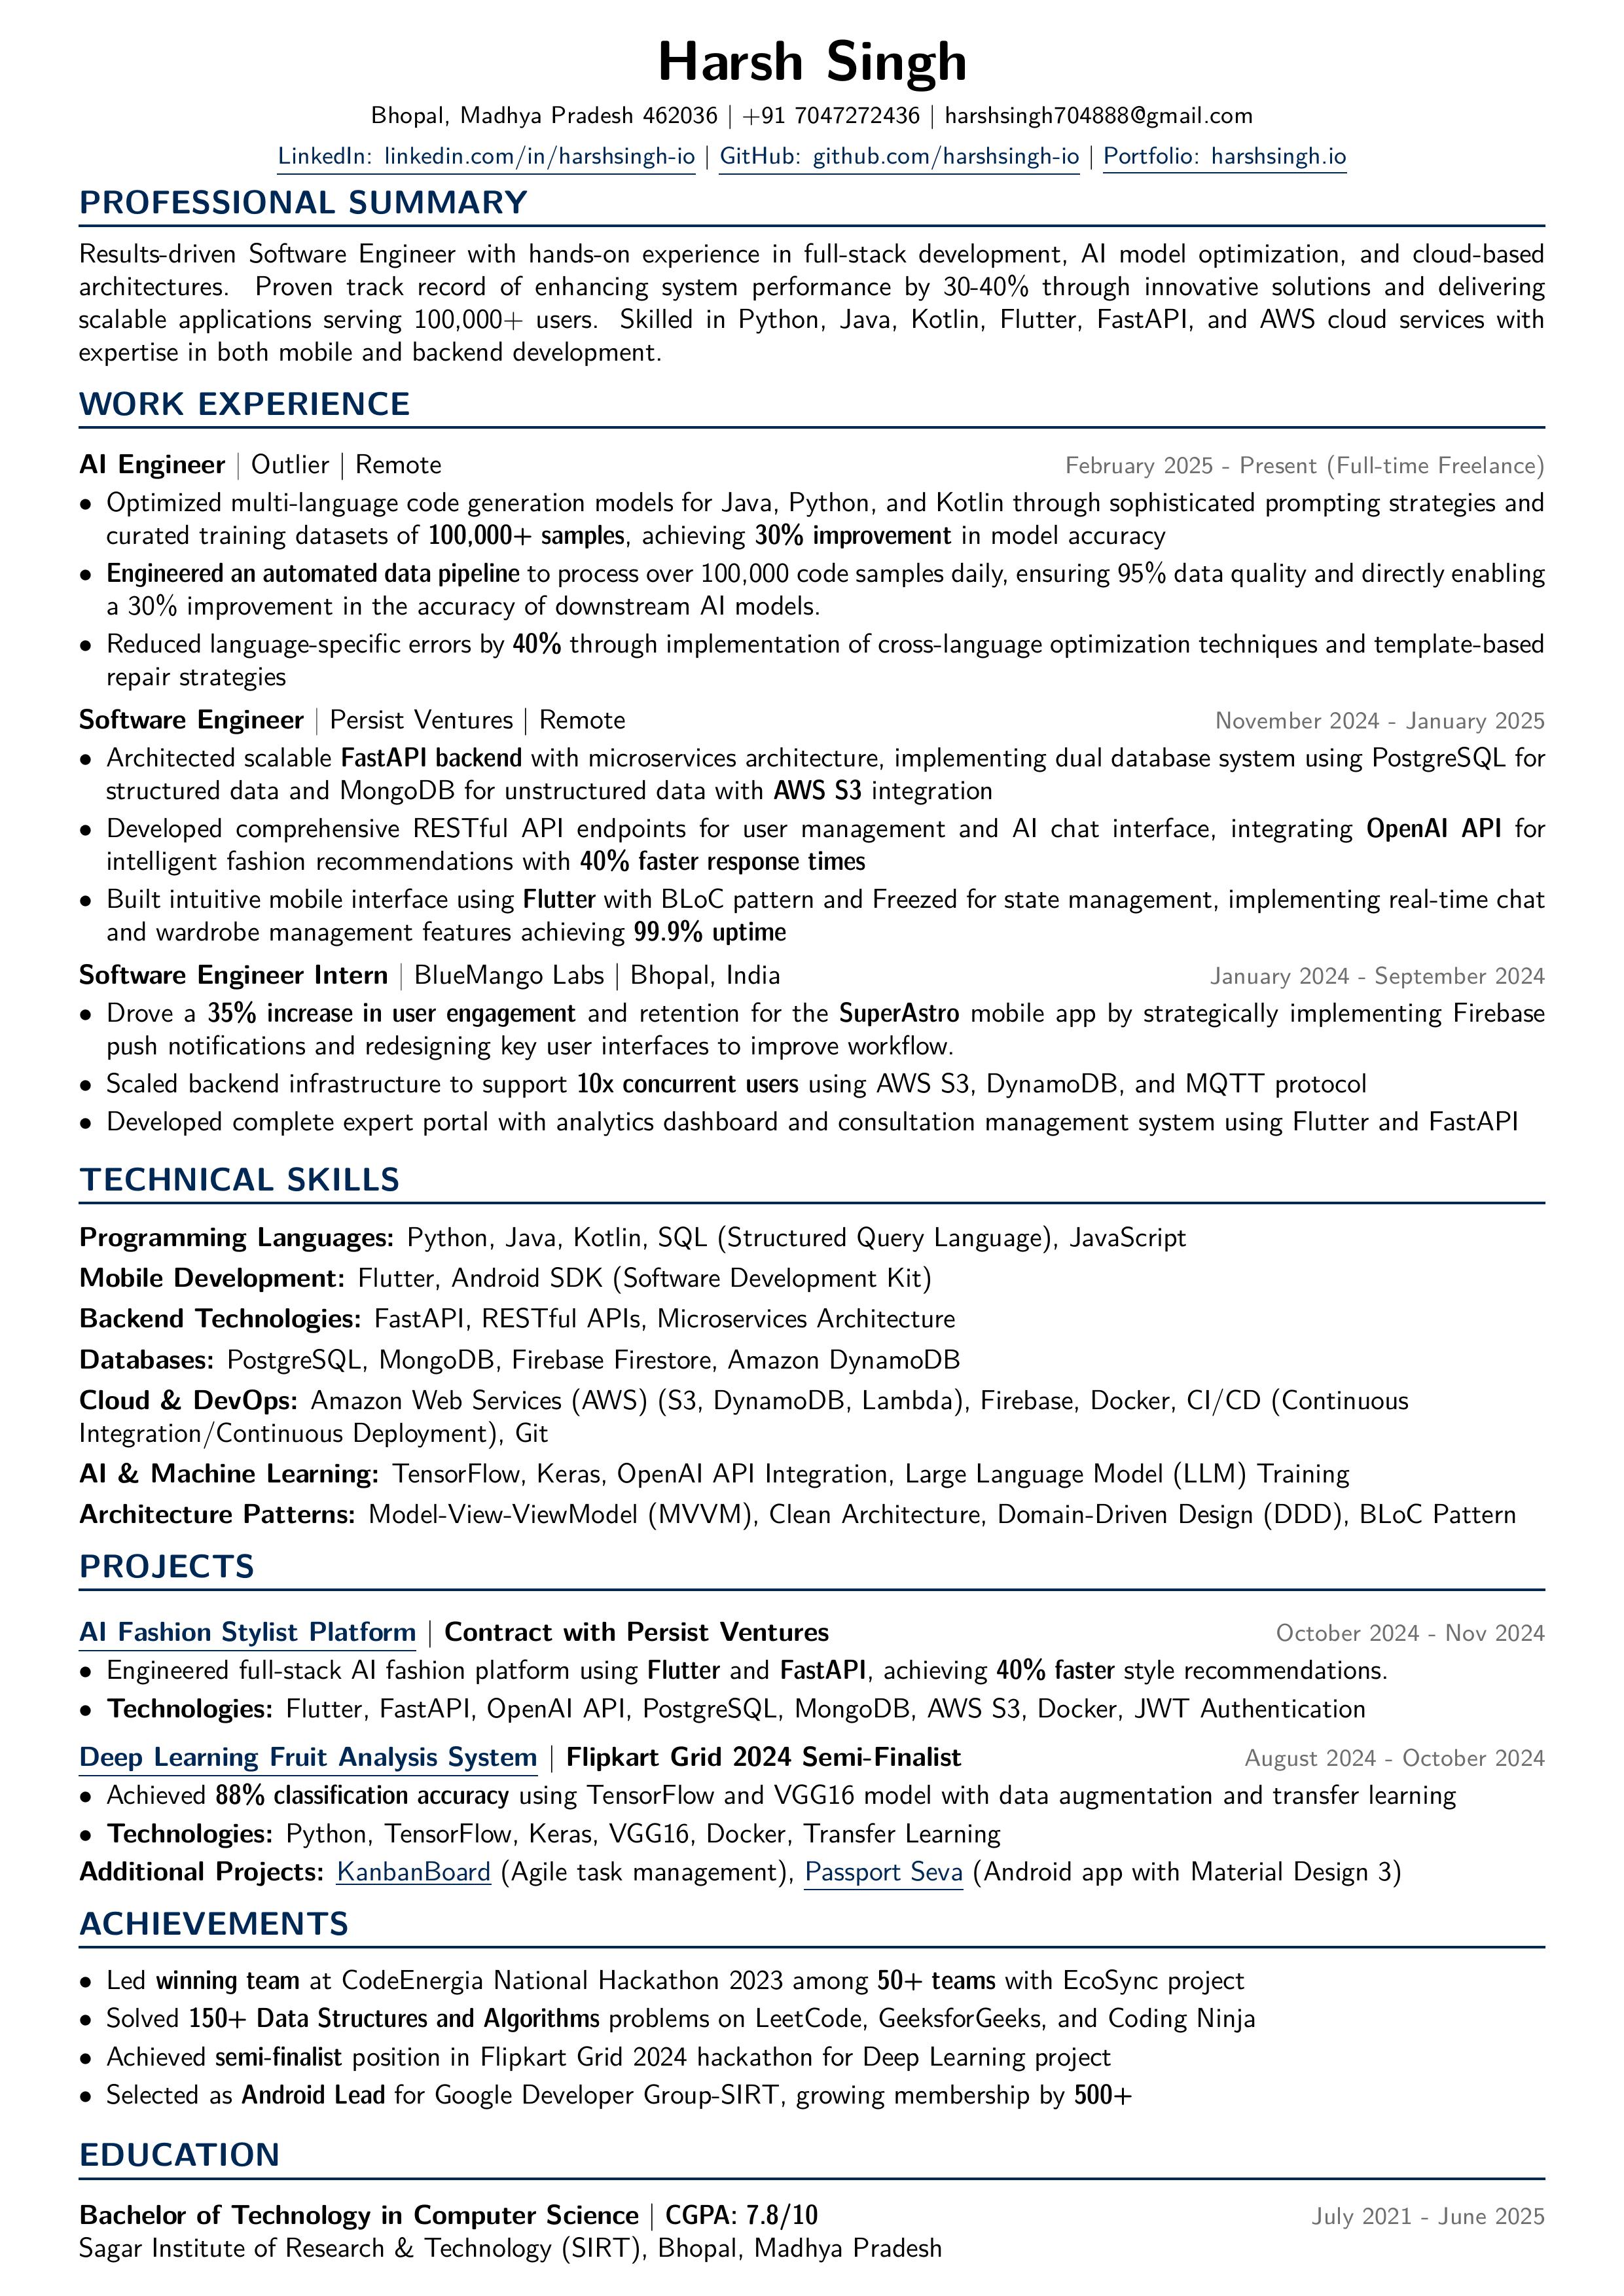 Harsh Singh
Bhopal, Madhya Pradesh 462036 | +91 7047272436 | harshsingh704888@gmail.com
LinkedIn: linkedin.com/in/harshsingh-io | GitHub: github.com/harshsingh-io | Portfolio: harshsingh.io
PROFESSIONAL SUMMARY
Results-driven Software Engineer with hands-on experience in full-stack development, AI model optimization, and cloud-based
architectures. Proven track record of enhancing system performance by 30-40% through innovative solutions and delivering
scalable applications serving 100,000+ users. Skilled in Python, Java, Kotlin, Flutter, FastAPI, and AWS cloud services with
expertise in both mobile and backend development.
WORK EXPERIENCE
AI Engineer | Outlier | Remote February 2025 - Present (Full-time Freelance)
• Optimized multi-language code generation models for Java, Python, and Kotlin through sophisticated prompting strategies and
curated training datasets of 100,000+ samples, achieving 30% improvement in model accuracy
• Engineered an automated data pipeline to process over 100,000 code samples daily, ensuring 95% data quality and directly enabling
a 30% improvement in the accuracy of downstream AI models.
• Reduced language-specific errors by 40% through implementation of cross-language optimization techniques and template-based
repair strategies
Software Engineer | Persist Ventures | Remote November 2024 - January 2025
• Architected scalable FastAPI backend with microservices architecture, implementing dual database system using PostgreSQL for
structured data and MongoDB for unstructured data with AWS S3 integration
• Developed comprehensive RESTful API endpoints for user management and AI chat interface, integrating OpenAI API for
intelligent fashion recommendations with 40% faster response times
• Built intuitive mobile interface using Flutter with BLoC pattern and Freezed for state management, implementing real-time chat
and wardrobe management features achieving 99.9% uptime
Software Engineer Intern | BlueMango Labs | Bhopal, India January 2024 - September 2024
• Drove a 35% increase in user engagement and retention for the SuperAstro mobile app by strategically implementing Firebase
push notifications and redesigning key user interfaces to improve workflow.
• Scaled backend infrastructure to support 10x concurrent users using AWS S3, DynamoDB, and MQTT protocol
• Developed complete expert portal with analytics dashboard and consultation management system using Flutter and FastAPI
TECHNICAL SKILLS
Programming Languages: Python, Java, Kotlin, SQL (Structured Query Language), JavaScript
Mobile Development: Flutter, Android SDK (Software Development Kit)
Backend Technologies: FastAPI, RESTful APIs, Microservices Architecture
Databases: PostgreSQL, MongoDB, Firebase Firestore, Amazon DynamoDB
Cloud & DevOps: Amazon Web Services (AWS) (S3, DynamoDB, Lambda), Firebase, Docker, CI/CD (Continuous
Integration/Continuous Deployment), Git
AI & Machine Learning: TensorFlow, Keras, OpenAI API Integration, Large Language Model (LLM) Training
Architecture Patterns: Model-View-ViewModel (MVVM), Clean Architecture, Domain-Driven Design (DDD), BLoC Pattern
PROJECTS
AI Fashion Stylist Platform | Contract with Persist Ventures October 2024 - Nov 2024
• Engineered full-stack AI fashion platform using Flutter and FastAPI, achieving 40% faster style recommendations.
• Technologies: Flutter, FastAPI, OpenAI API, PostgreSQL, MongoDB, AWS S3, Docker, JWT Authentication
Deep Learning Fruit Analysis System | Flipkart Grid 2024 Semi-Finalist August 2024 - October 2024
• Achieved 88% classification accuracy using TensorFlow and VGG16 model with data augmentation and transfer learning
• Technologies: Python, TensorFlow, Keras, VGG16, Docker, Transfer Learning
Additional Projects: KanbanBoard (Agile task management), Passport Seva (Android app with Material Design 3)
ACHIEVEMENTS
• Led winning team at CodeEnergia National Hackathon 2023 among 50+ teams with EcoSync project
• Solved 150+ Data Structures and Algorithms problems on LeetCode, GeeksforGeeks, and Coding Ninja
• Achieved semi-finalist position in Flipkart Grid 2024 hackathon for Deep Learning project
• Selected as Android Lead for Google Developer Group-SIRT, growing membership by 500+
EDUCATION
Bachelor of Technology in Computer Science | CGPA: 7.8/10 July 2021 - June 2025
Sagar Institute of Research & Technology (SIRT), Bhopal, Madhya Pradesh